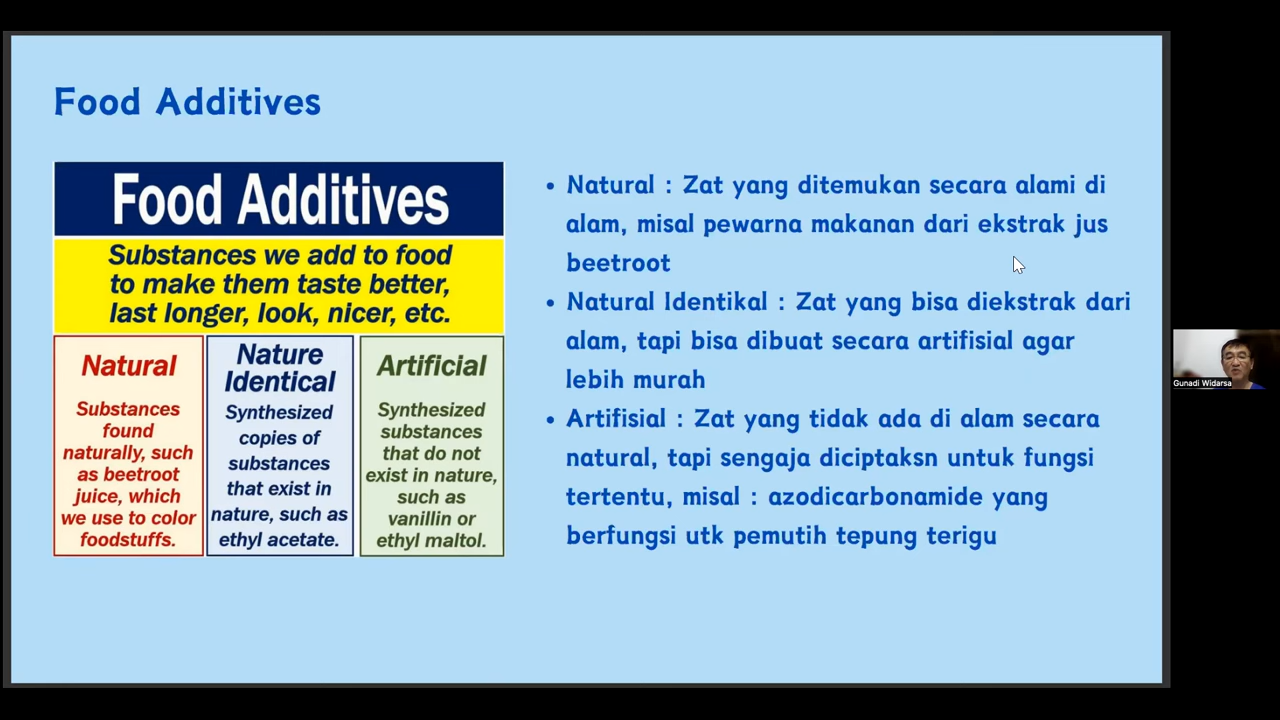 Food Additives
Food Additives
Substances we add to food
to make them taste better,
last longer, look, nicer, etc.
Natural
Substances
found
naturally, such
as beetroot
juice, which
we use to color
foodstuffs.
Nature
Identical
Synthesized
copies of
substances
that exist in
nature, such as
ethyl acetate.
Artificial
Synthesized
substances
that do not
exist in nature,
such as
vanillin or
ethyl maltol.
• Natural : Zat yang ditemukan secara alami di
alam, misal pewarna makanan dari ekstrak jus
beetroot
• Natural Identikal : Zat yang bisa diekstrak dari
alam, tapi bisa dibuat secara artifisial agar
lebih murah
• Artifisial : Zat yang tidak ada di alam secara
natural, tapi sengaja diciptaksn untuk fungsi
tertentu, misal : azodicarbonamide yang
berfungsi utk pemutih tepung terigu
Gunadi Widarsa